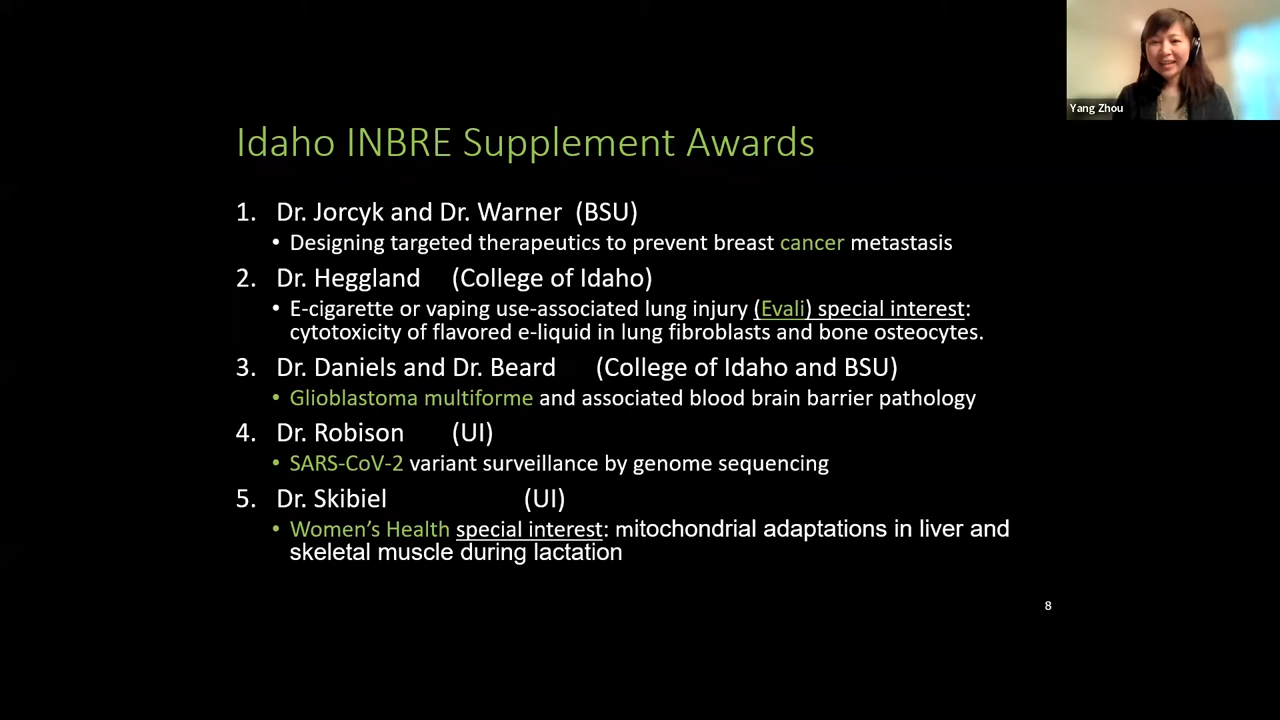 Yang Zhou
Idaho INBRE Supplement Awards
1. Dr. Jorcyk and Dr. Warner (BSU)
• Designing targeted therapeutics to prevent breast cancer metastasis
2. Dr. Heggland (College of Idaho)
• E-cigarette or vaping use-associated lung injury (Evali) special interest:
cytotoxicity of flavored e-liquid in lung fibroblasts and bone osteocytes.
3. Dr. Daniels and Dr. Beard (College of Idaho and BSU)
• Glioblastoma multiforme and associated blood brain barrier pathology
4. Dr. Robison (UI)
• SARS-CoV-2 variant surveillance by genome sequencing
5. Dr. Skibiel (UI)
• Women's Health special interest: mitochondrial adaptations in liver and
skeletal muscle during lactation
8